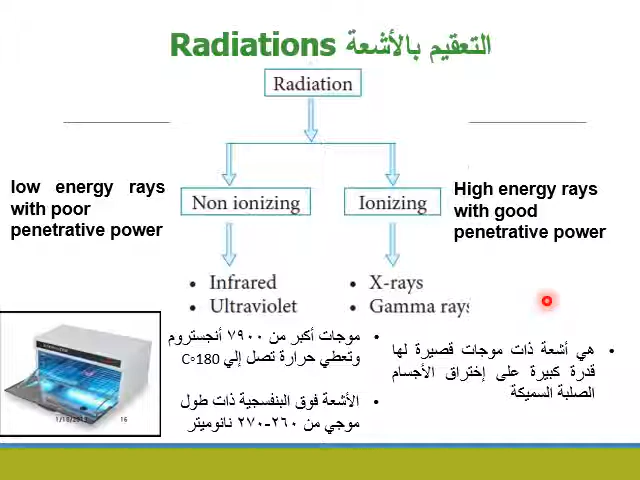 التعقيم بالأشعة Radiations
Radiation
low energy rays
with poor
penetrative power
Non ionizing
Ionizing
High energy rays
with good
penetrative power
• Infrared
• Ultraviolet
• X-rays
• Gamma rays
• موجات أكبر من ٧٩٠٠ أنجستروم
وتعطي حرارة تصل إلي 180◦C
• الأشعة فوق البنفسجية ذات طول
موجي من ٢٦٠-٢٧٠ نانوميتر
• هي أشعة ذات موجات قصيرة لها
قدرة كبيرة على إختراق الأجسام
الصلبة السميكة
16